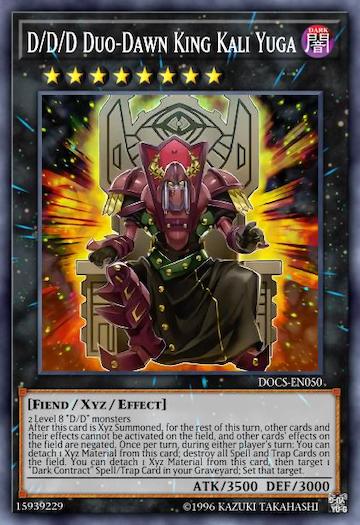 D/D/D Duo-Dawn King Kali Yuga
DARK
闇
DOCS-EN050
[Fiend / Xyz / Effect]
2 Level 8 "D/D" monsters
After this card is Xyz Summoned, for the rest of this turn, other cards and
their effects cannot be activated on the field, and other cards' effects on
the field are negated. Once per turn, during either player's turn: You can
detach 1 Xyz Material from this card; destroy all Spell and Trap Cards on
the field. You can detach 1 Xyz Material from this card, then target 1
"Dark Contract" Spell/Trap Card in your Graveyard; Set that target.
ATK/3500 DEF/3000
15939229
©1996 KAZUKI TAKAHASHI